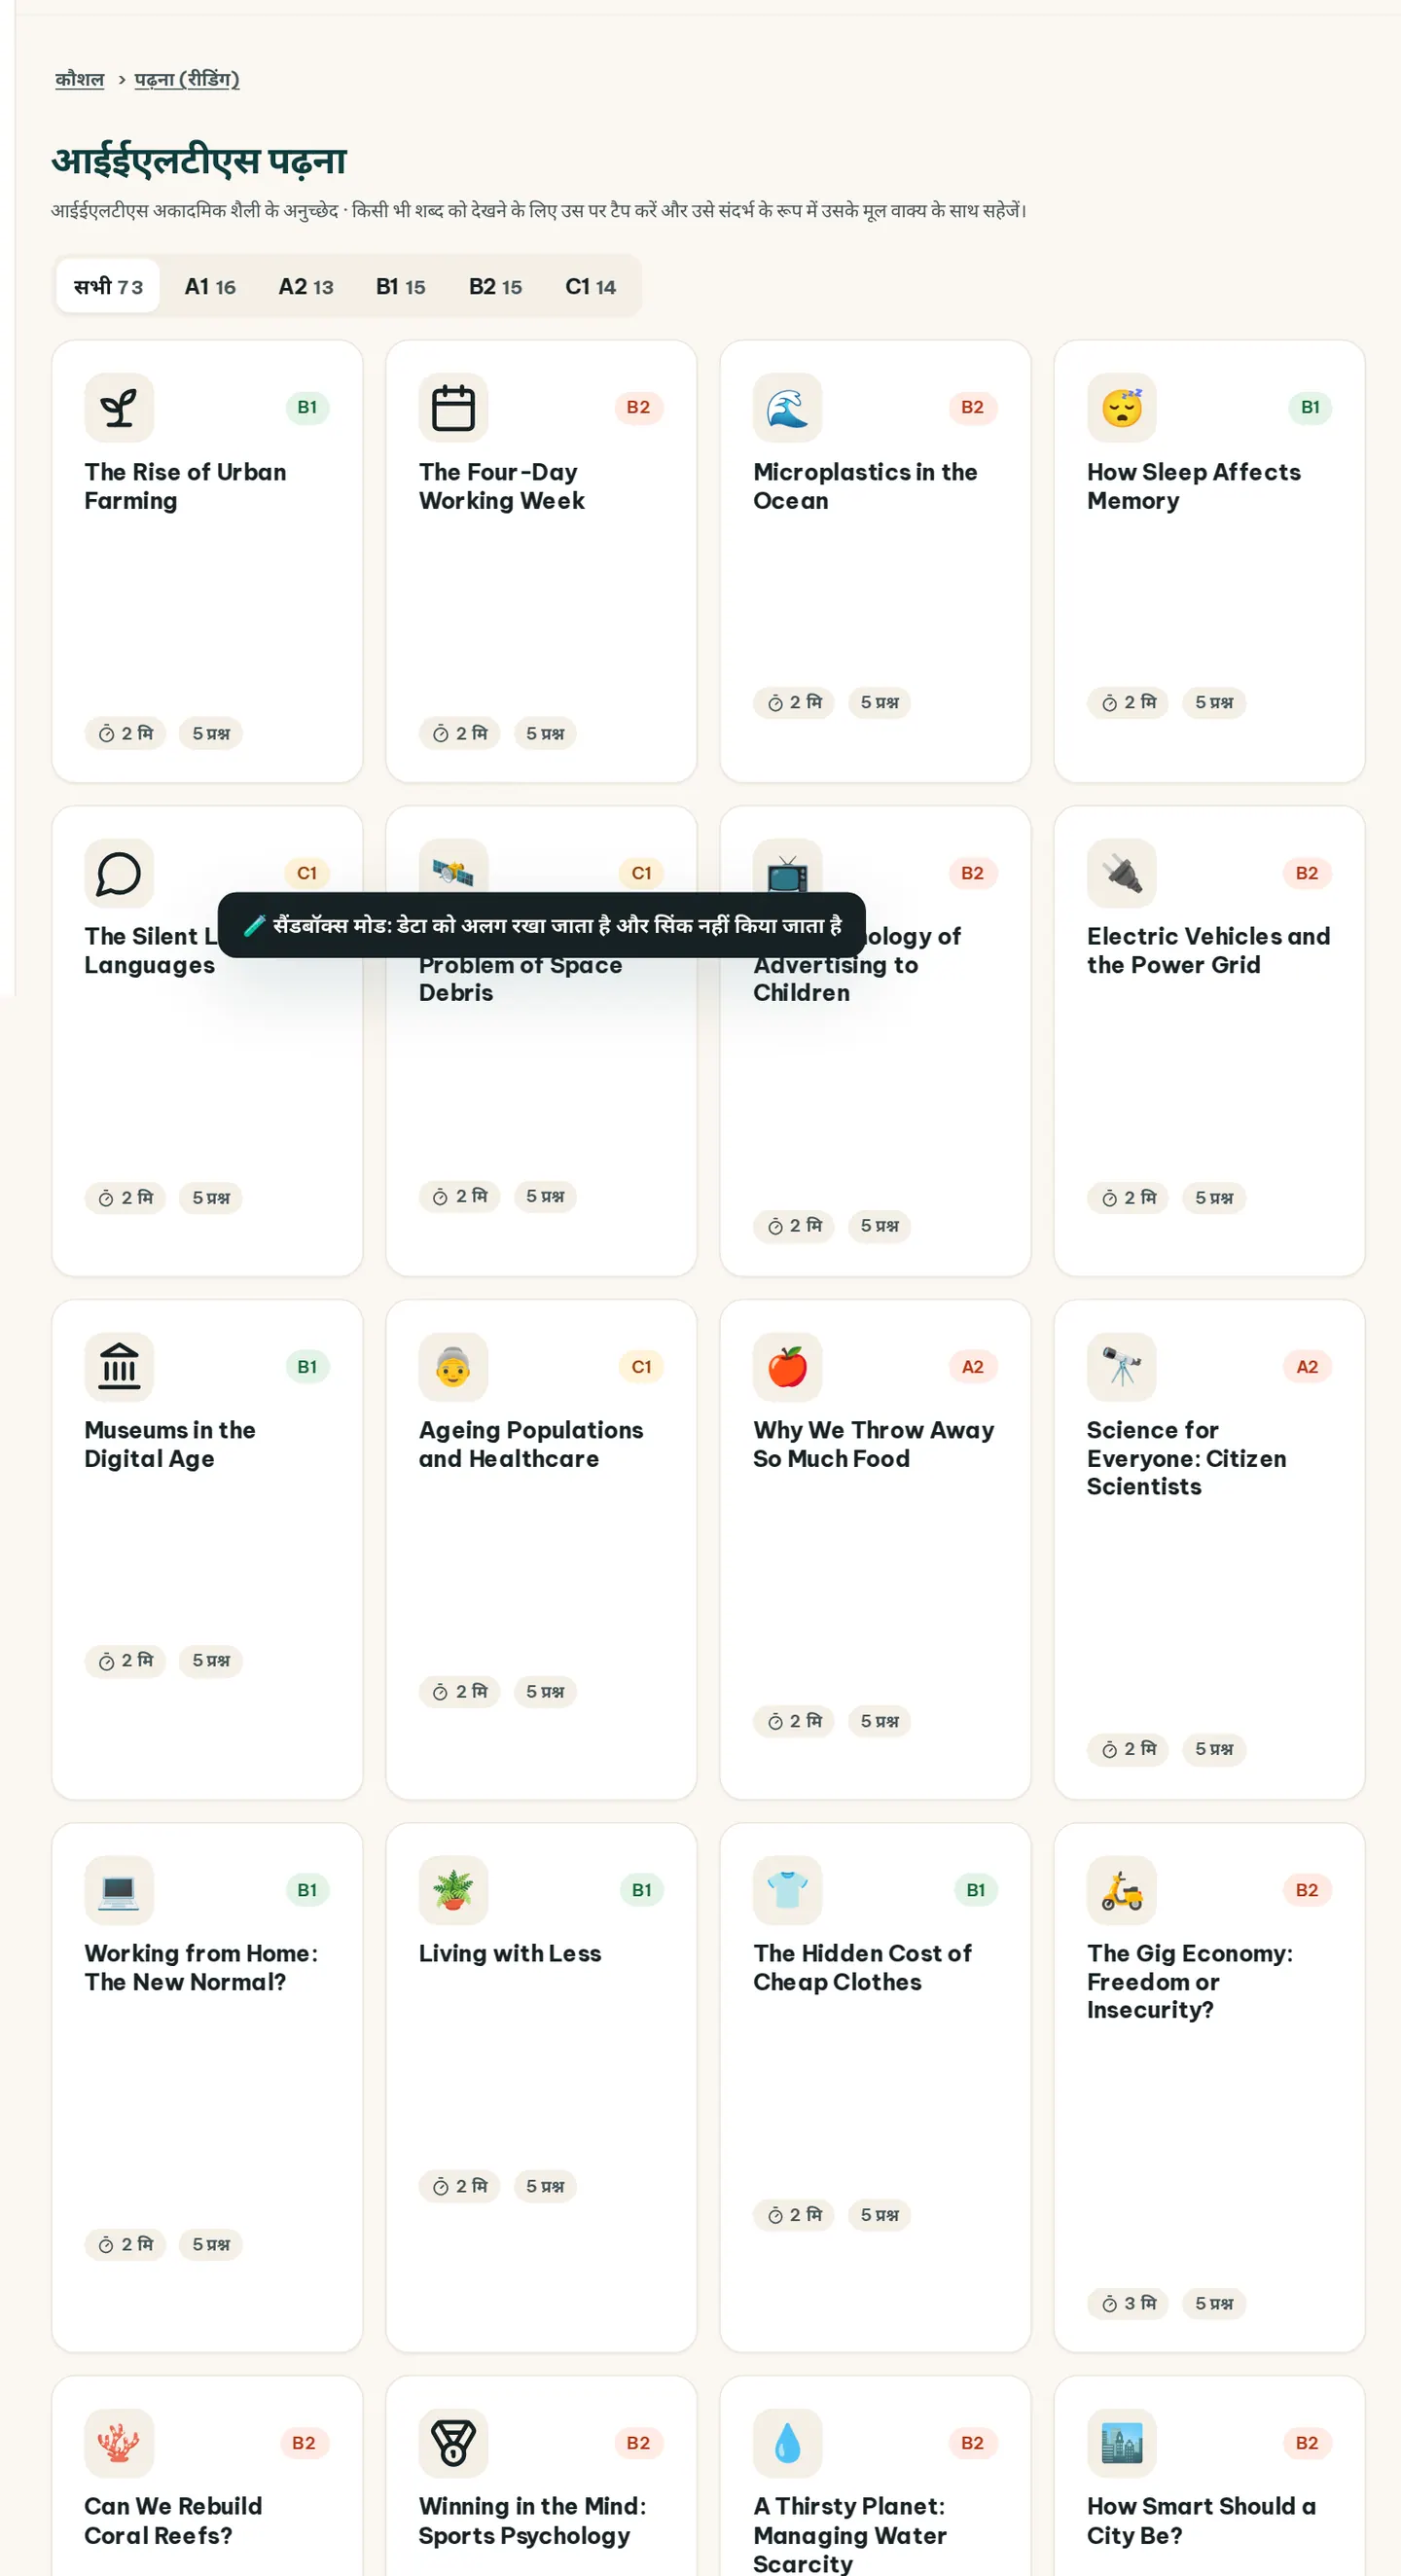 कौशल › पढ़ना (रीडिंग)
आईईएलटीएस पढ़ना
आईईएलटीएस अकादमिक शैली के अनुच्छेद · किसी भी शब्द को देखने के लिए उस पर टैप करें और उसे संदर्भ के रूप में उसके मूल वाक्य के साथ सहेजें।
सभी 73 A1 16 A2 13 B1 15 B2 15 C1 14
B1
The Rise of Urban
Farming
2 मि 5 प्रश्न
B2
The Four-Day
Working Week
2 मि 5 प्रश्न
B2
Microplastics in the
Ocean
2 मि 5 प्रश्न
B1
How Sleep Affects
Memory
2 मि 5 प्रश्न
C1
The Silent
Languages
2 मि 5 प्रश्न
C1
Problem of Space
Debris
2 मि 5 प्रश्न
B2
of
Advertising to
Children
2 मि 5 प्रश्न
B2
Electric Vehicles and
the Power Grid
2 मि 5 प्रश्न
सैंडबॉक्स मोड: डेटा को अलग रखा जाता है और सिंक नहीं किया जाता है
B1
Museums in the
Digital Age
2 मि 5 प्रश्न
C1
Ageing Populations
and Healthcare
2 मि 5 प्रश्न
A2
Why We Throw Away
So Much Food
2 मि 5 प्रश्न
A2
Science for
Everyone: Citizen
Scientists
2 मि 5 प्रश्न
B1
Working from Home:
The New Normal?
2 मि 5 प्रश्न
B1
Living with Less
2 मि 5 प्रश्न
B1
The Hidden Cost of
Cheap Clothes
2 मि 5 प्रश्न
B2
The Gig Economy:
Freedom or
Insecurity?
3 मि 5 प्रश्न
B2
Can We Rebuild
Coral Reefs?
B2
Winning in the Mind:
Sports Psychology
B2
A Thirsty Planet:
Managing Water
Scarcity
B2
How Smart Should a
City Be?